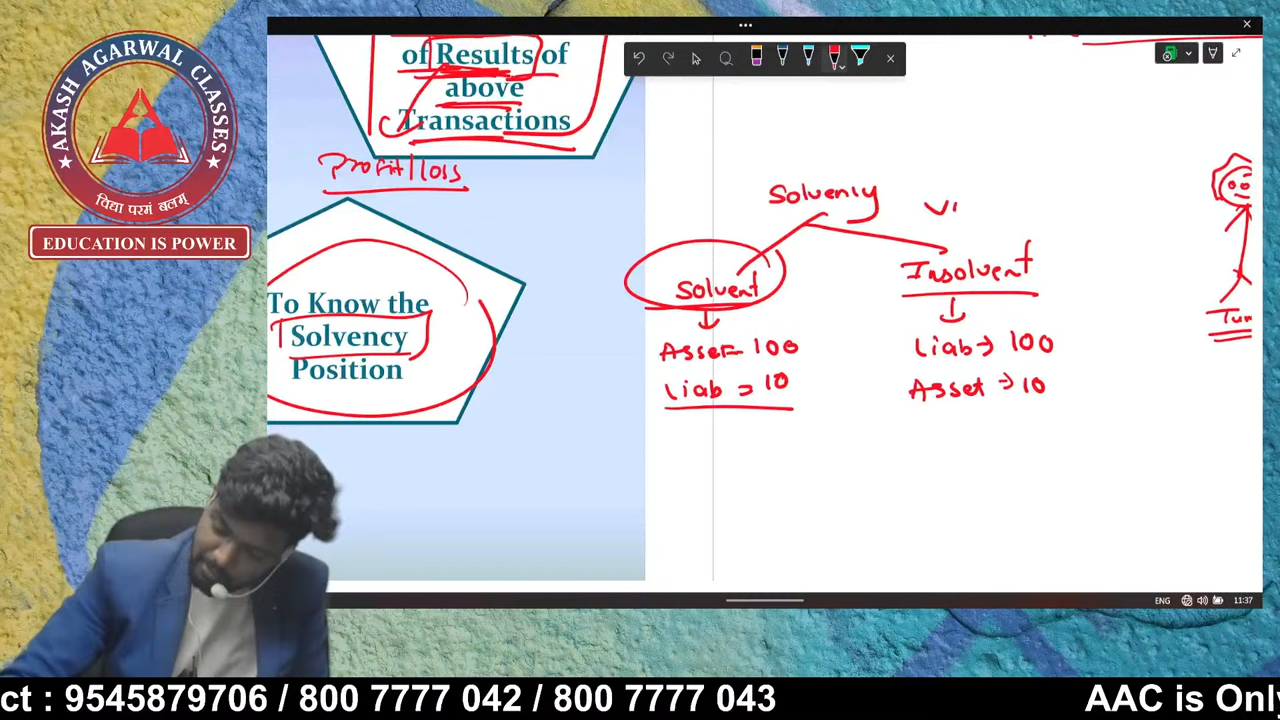 AKASH AGARWAL CLASSES
विद्या परमं बलम्
EDUCATION IS POWER
of Results of
above
Transactions
Profit/loss
To Know the
Solvency
Position
Solvency
Solvent
Insolvent
Asset = 100
Liab = 10
Liab → 100
Asset → 10
ENG
11:37
ct : 9545879706 / 800 7777 042 / 800 7777 043
AAC is Only